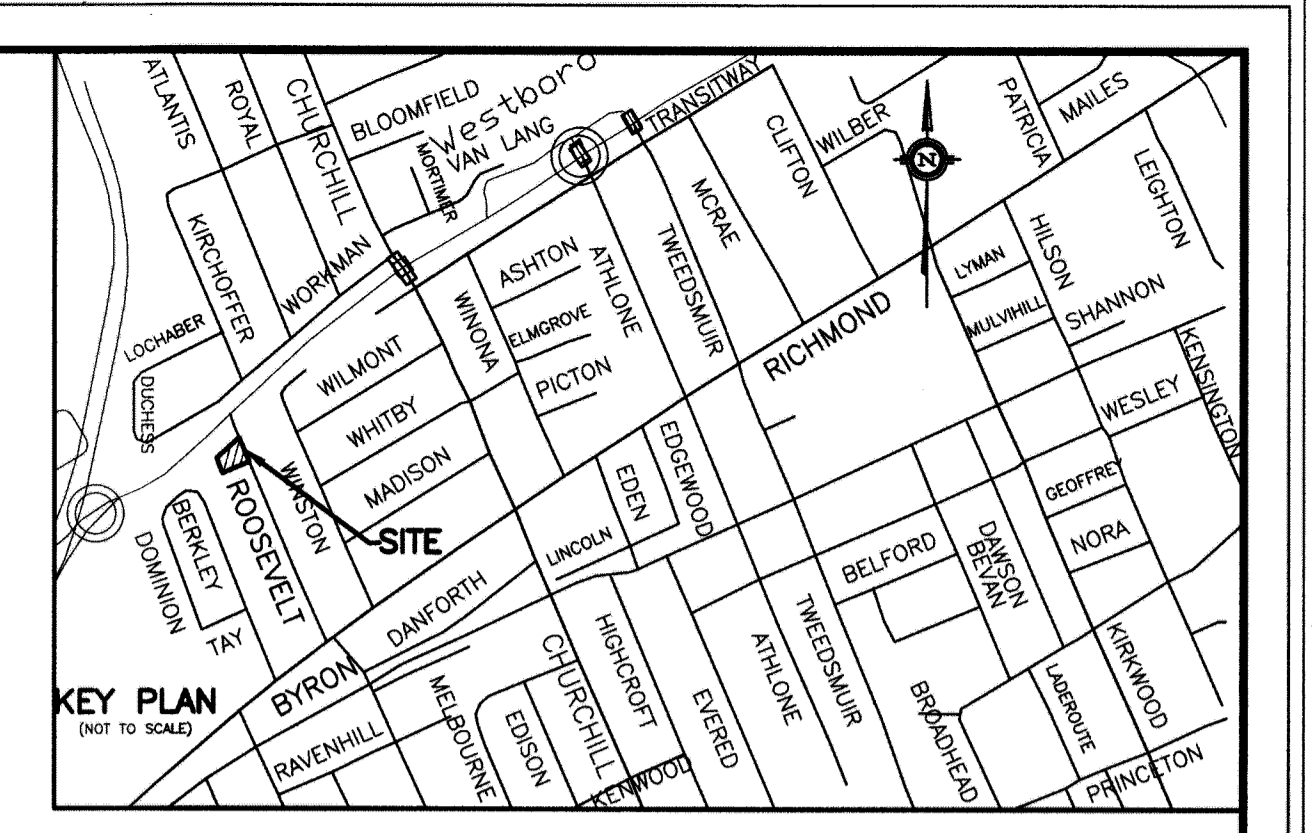 ATLANTIS
ROYAL
CHURCHILL
BLOOMFIELD
Westboro
TRANSITWAY
VAN LANG
MORTIMER
CLIFTON
WILBER
PATRICIA
MAILES
N
LEIGHTON
KIRCHOFFER
WORKMAN
ASHTON
ATHLONE
TWEEDSMUIR
MCRAE
LYMAN
HILSON
LOCHABER
WINONA
ELMGROVE
RICHMOND
MULVIHILL
SHANNON
DUCHESS
WILMONT
PICTON
KENSINGTON
WHITBY
WESLEY
MADISON
WINSTON
EDEN
EDGEWOOD
GEOFFREY
BERKLEY
ROOSEVELT
SITE
LINCOLN
BELFORD
DAWSON
BEVAN
NORA
DOMINION
TAY
DANFORTH
HIGHCROFT
ATHLONE
TWEEDSMUIR
KIRKWOOD
KEY PLAN
(NOT TO SCALE)
BYRON
CHURCHILL
MELBOURNE
EVERED
BROADHEAD
LADEROUTE
RAVENHILL
EDISON
KENWOOD
PRINCETON